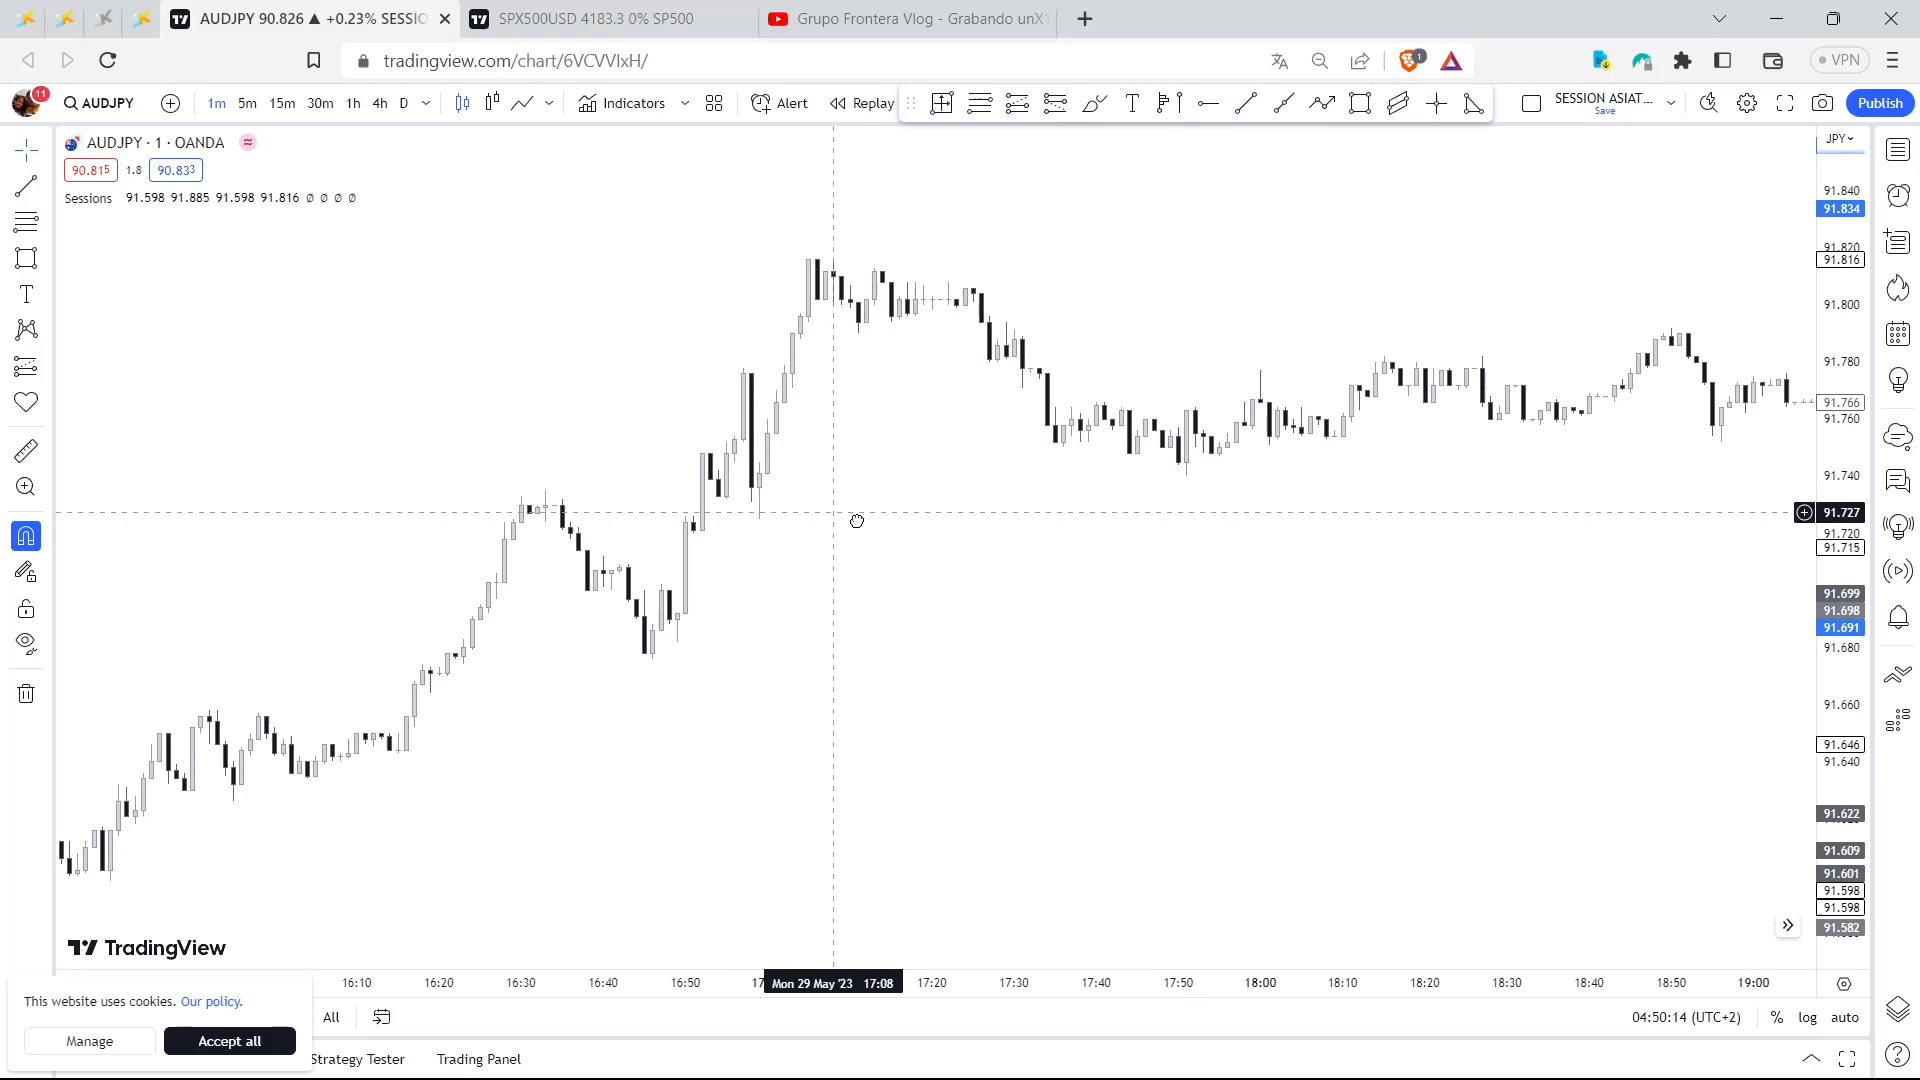 AUDJPY 90.826 ▲ +0.23% SESSIO
SPX500USD 4183.3 0% SP500
Grupo Frontera Vlog - Grabando unX1
tradingview.com/chart/6VCVVIxH/
1
VPN
11
AUDJPY
1m 5m 15m 30m 1h 4h D
Indicators
Alert
Replay
SESSION ASIAT...
Save
Publish
AUDJPY · 1 · OANDA
JPY
90.815 1.8 90.833
Sessions 91.598 91.885 91.598 91.816 ∅ ∅ ∅ ∅
91.840
91.834
91.820
91.816
91.800
91.780
91.766
91.760
91.740
91.727
91.720
91.715
91.699
91.698
91.691
91.680
91.660
91.646
91.640
91.622
91.609
91.601
91.598
91.598
91.582
TradingView
16:10 16:20 16:30 16:40 16:50 17 Mon 29 May '23 17:08 17:20 17:30 17:40 17:50 18:00 18:10 18:20 18:30 18:40 18:50 19:00
This website uses cookies. Our policy.
All
04:50:14 (UTC+2) % log auto
Manage
Accept all
Strategy Tester
Trading Panel